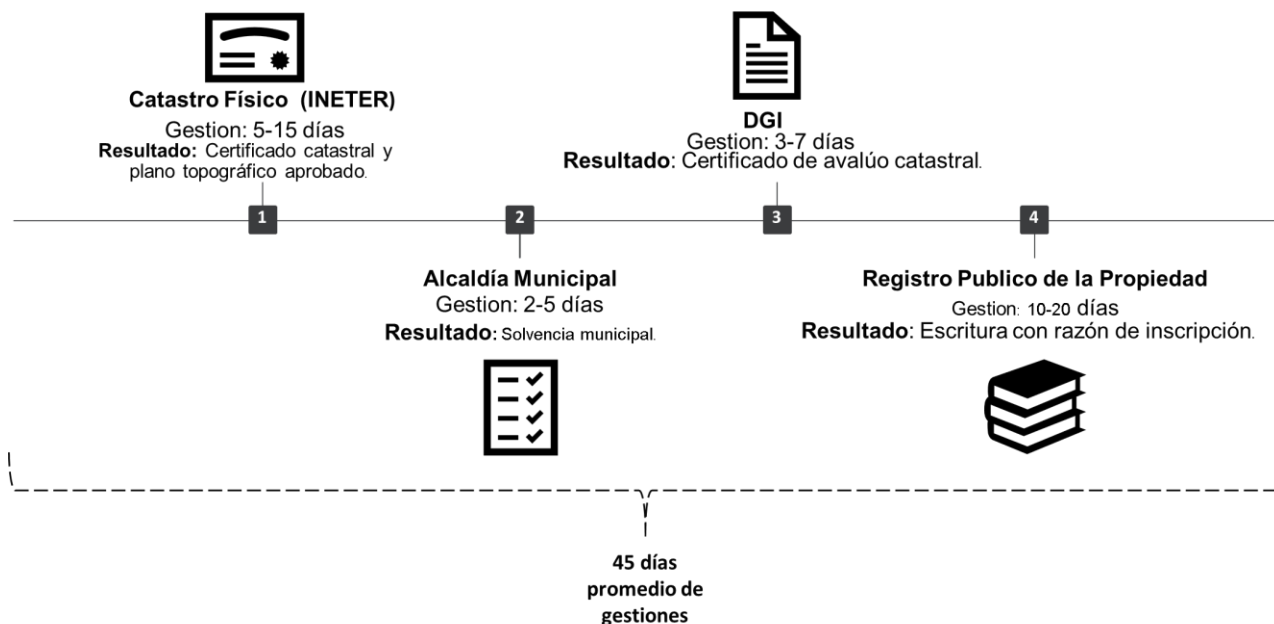 Catastro Físico (INETER)
Gestion: 5-15 días
Resultado: Certificado catastral y
plano topográfico aprobado.
1
Alcaldía Municipal
Gestion: 2-5 días
Resultado: Solvencia municipal.
2
DGI
Gestion: 3-7 días
Resultado: Certificado de avalúo catastral.
3
Registro Publico de la Propiedad
Gestion: 10-20 días
Resultado: Escritura con razón de inscripción.
4
45 días
promedio de
gestiones